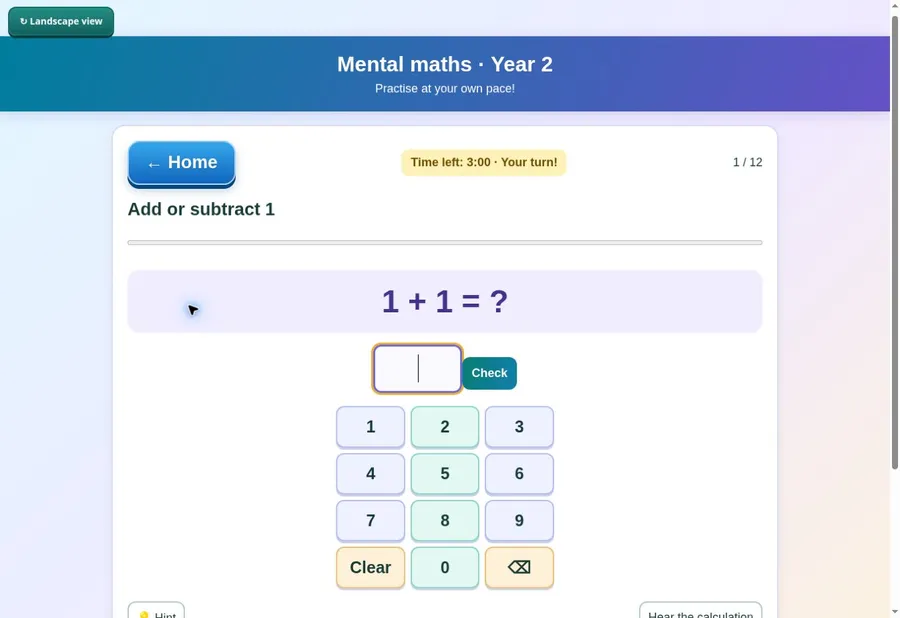 ↻ Landscape view
Mental maths · Year 2
Practise at your own pace!
← Home
Time left: 3:00 · Your turn!
1 / 12
Add or subtract 1
1 + 1 = ?
Check
1 2 3
4 5 6
7 8 9
Clear 0 ⌫
💡 Hint
Hear the calculation